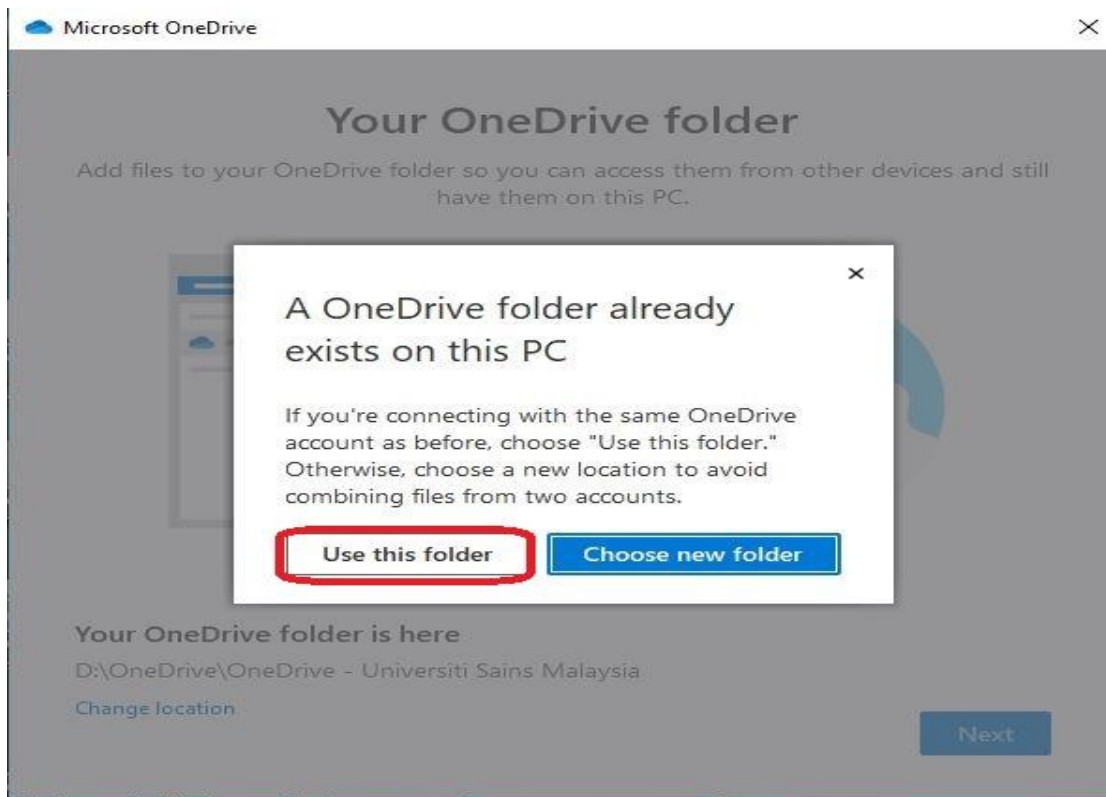 Microsoft OneDrive
Your OneDrive folder
Add files to your OneDrive folder so you can access them from other devices and still
have them on this PC.
A OneDrive folder already
exists on this PC
If you're connecting with the same OneDrive
account as before, choose "Use this folder."
Otherwise, choose a new location to avoid
combining files from two accounts.
Use this folder
Choose new folder
Your OneDrive folder is here
D:\OneDrive\OneDrive - Universiti Sains Malaysia
Change location
Next